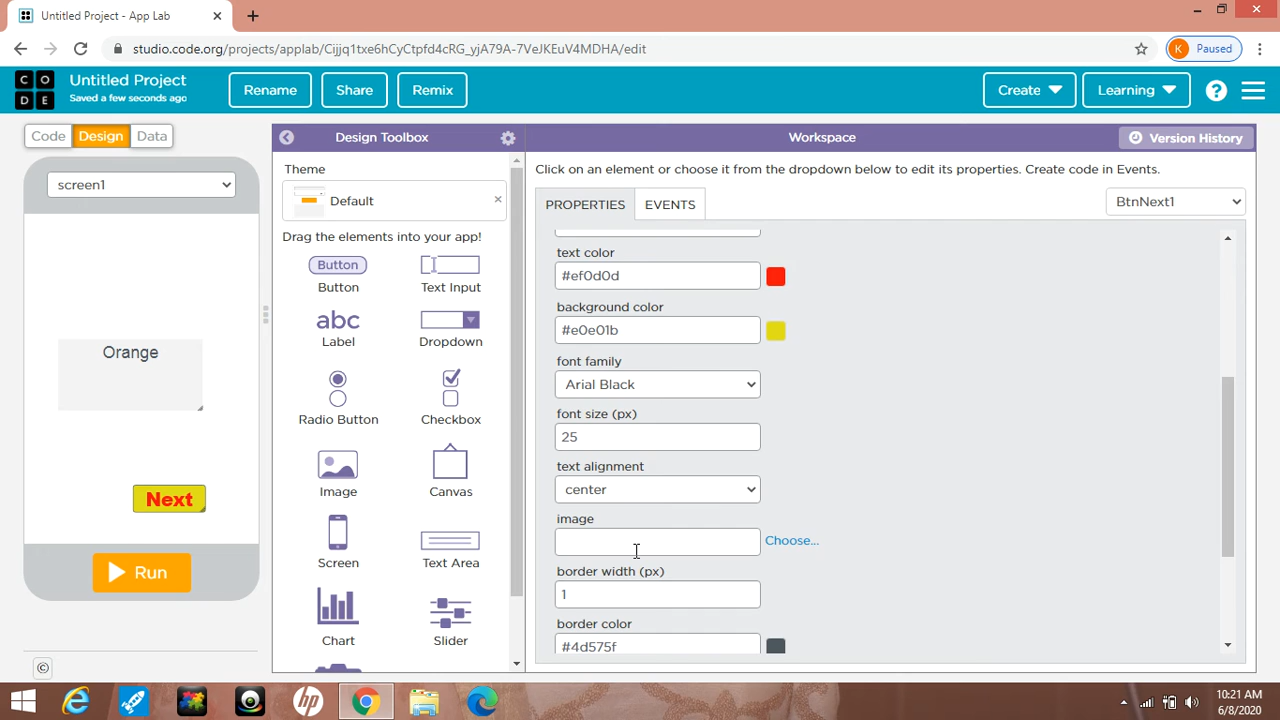 Untitled Project - App Lab
studio.code.org/projects/applab/Cijjq1txe6hCyCtpfd4cRG_yjA79A-7VeJKEuV4MDHA/edit
K Paused
C O
D E
Untitled Project
Saved a few seconds ago
Rename
Share
Remix
Create
Learning
?
Code
Design
Data
Design Toolbox
Workspace
Version History
screen1
Orange
Next
Run
©
Theme
Default
Drag the elements into your app!
Button
Button
Text Input
abc
Label
Dropdown
Radio Button
Checkbox
Image
Canvas
Screen
Text Area
Chart
Slider
Click on an element or choose it from the dropdown below to edit its properties. Create code in Events.
PROPERTIES
EVENTS
BtnNext1
text color
#ef0d0d
background color
#e0e01b
font family
Arial Black
font size (px)
25
text alignment
center
image
Choose...
border width (px)
1
border color
#4d575f
hp
10:21 AM
6/8/2020